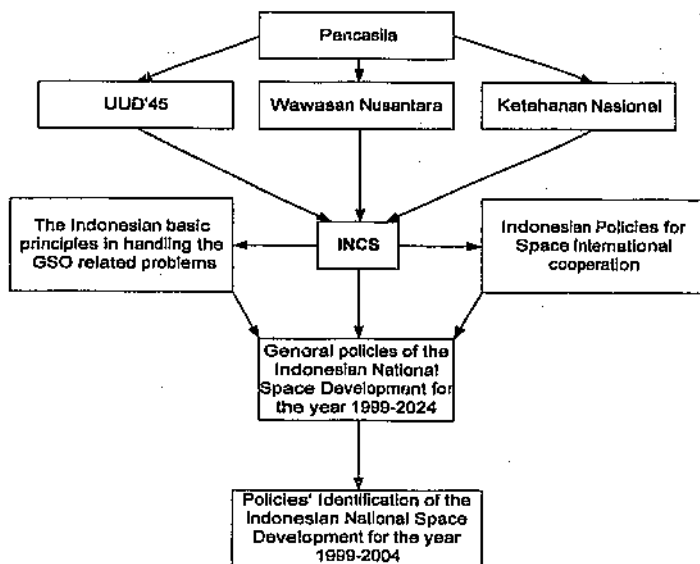 Pancasila
UUD'45
Wawasan Nusantara
Ketahanan Nasional
The Indonesian basic
principles in handling the
GSO related problems
INCS
Indonesian Policies for
Space International
cooperation
General policies of the
Indonesian National
Space Development for
the year 1999-2024
Policies' Identification of the
Indonesian National Space
Development for the year
1999-2004